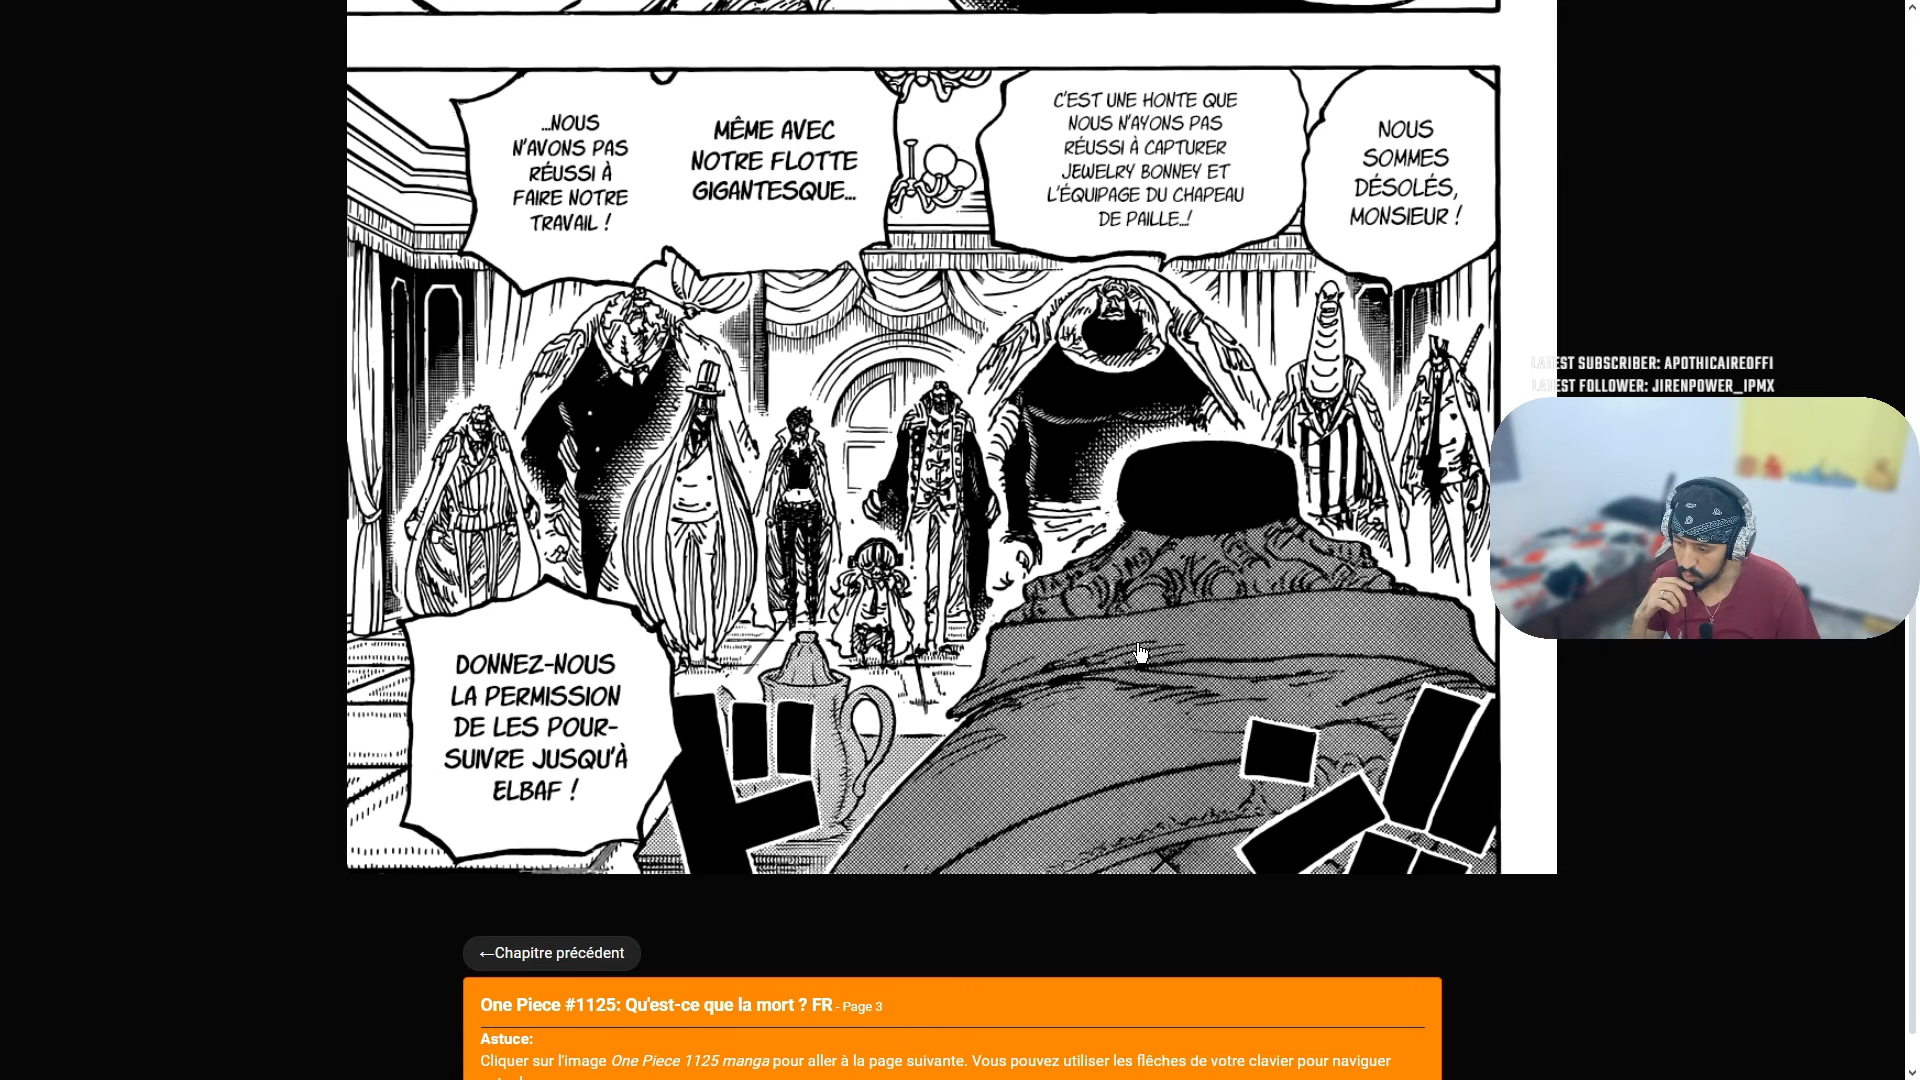 NOUS
SOMMES
DÉSOLÉS,
MONSIEUR !
C'EST UNE HONTE QUE
NOUS N'AYONS PAS
RÉUSSI À CAPTURER
JEWELRY BONNEY ET
L'ÉQUIPAGE DU CHAPEAU
DE PAILLE...!
MÊME AVEC
NOTRE FLOTTE
GIGANTESQUE...
...NOUS
N'AVONS PAS
RÉUSSI À
FAIRE NOTRE
TRAVAIL !
DONNEZ-NOUS
LA PERMISSION
DE LES POUR-
SUIVRE JUSQU'À
ELBAF !
LATEST SUBSCRIBER: APOTHICAIREOFFI
LATEST FOLLOWER: JIRENPOWER_IPMX
←Chapitre précédent
One Piece #1125: Qu'est-ce que la mort ? FR - Page 3
Astuce:
Cliquer sur l'image One Piece 1125 manga pour aller à la page suivante. Vous pouvez utiliser les flêches de votre clavier pour naviguer